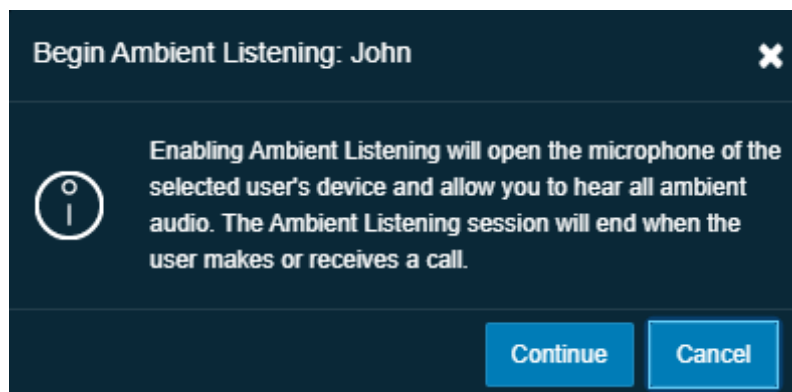 Begin Ambient Listening: John
Enabling Ambient Listening will open the microphone of the
selected user's device and allow you to hear all ambient
audio. The Ambient Listening session will end when the
user makes or receives a call.
Continue
Cancel